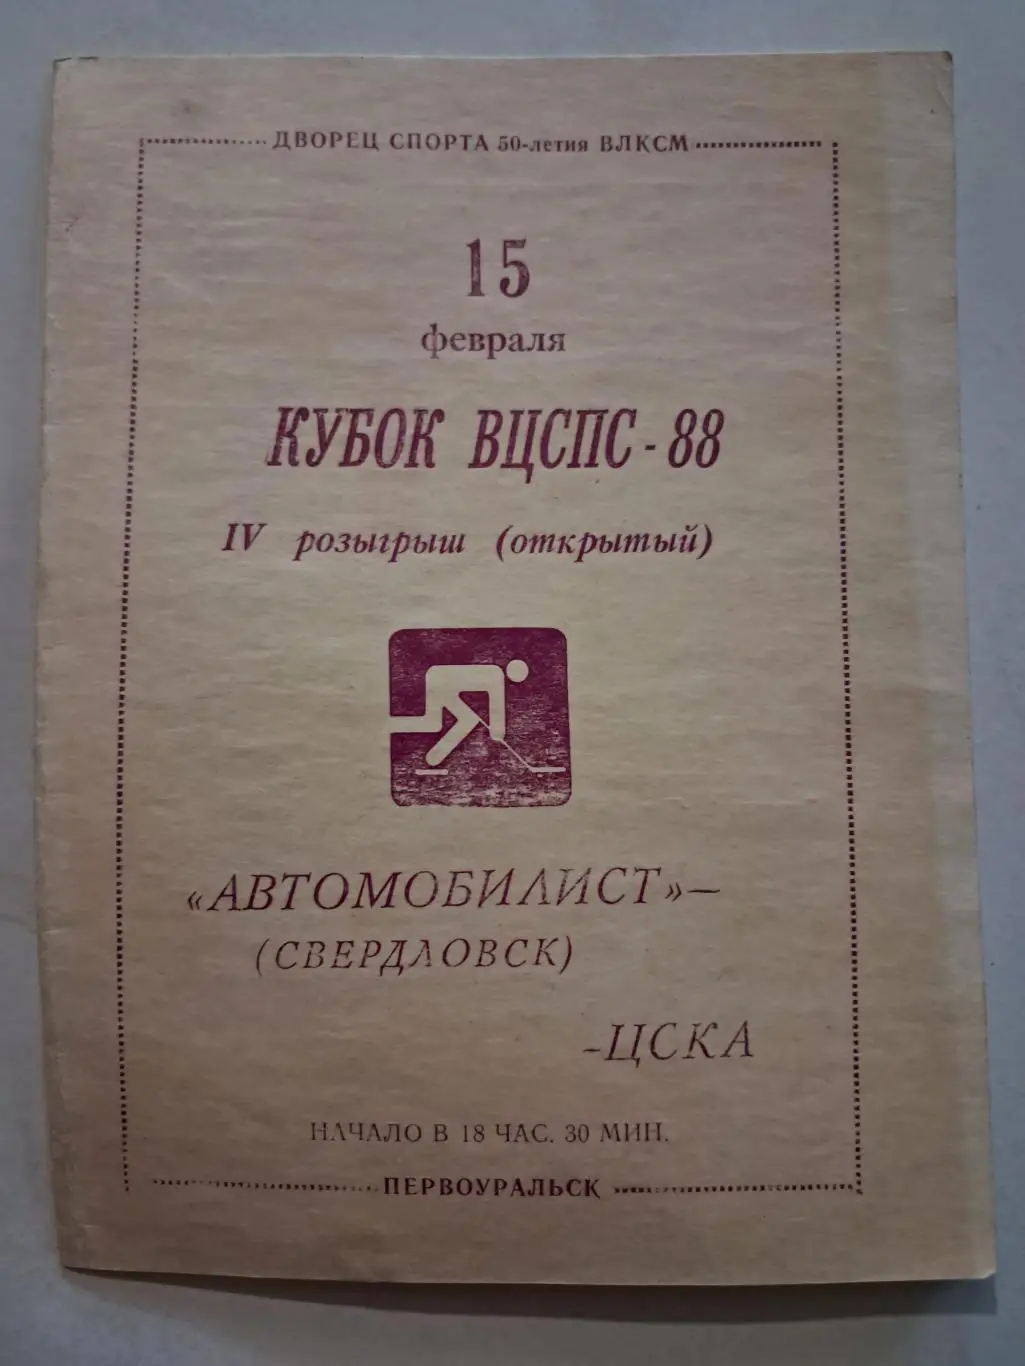 ДВОРЕЦ СПОРТА 50-летия ВЛКСМ
15
февраля
КУБОК ВЦСПС - 88
IV розыгрыш (открытый)
«АВТОМОБИЛИСТ»—
(СВЕРДЛОВСК)
-ЦСКА
НАЧАЛО В 18 ЧАС. 30 МИН.
ПЕРВОУРАЛЬСК